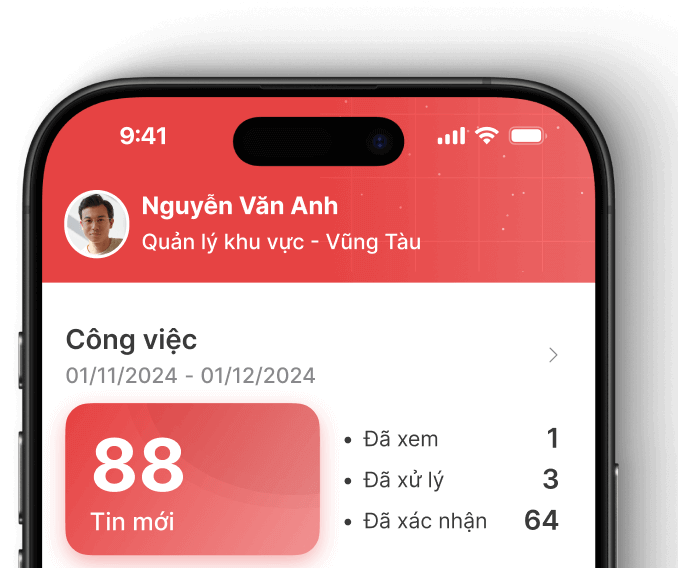 9:41
Nguyễn Văn Anh
Quản lý khu vực - Vũng Tàu
Công việc
01/11/2024 - 01/12/2024
88
Tin mới
• Đã xem 1
• Đã xử lý 3
• Đã xác nhận 64